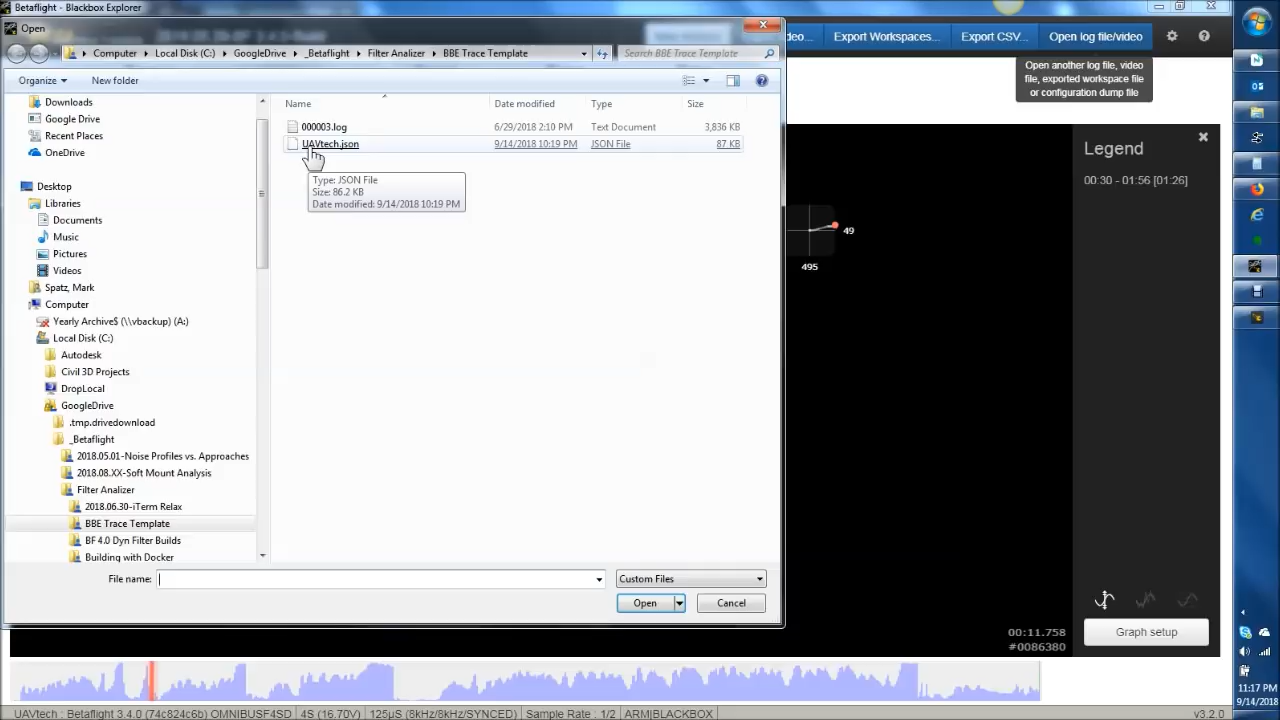 Betaflight - Blackbox Explorer
Open
Computer
Local Disk (C:)
GoogleDrive
_Betaflight
Filter Analizer
BBE Trace Template
Search BBE Trace Template
Export Workspaces...
Export CSV...
Open log file/video
Open another log file, video
file, exported workspace file
or configuration dump file
Organize
New folder
Name
Date modified
Type
Size
000003.log
6/29/2018 2:10 PM
Text Document
3,836 KB
UAVtech.json
9/14/2018 10:19 PM
JSON File
87 KB
Type: JSON File
Size: 86.2 KB
Date modified: 9/14/2018 10:19 PM
Downloads
Google Drive
Recent Places
OneDrive
Desktop
Libraries
Documents
Music
Pictures
Videos
Spatz, Mark
Computer
Yearly Archive$ (\\vbackup) (A:)
Local Disk (C:)
Autodesk
Civil 3D Projects
DropLocal
GoogleDrive
.tmp.drivedownload
_Betaflight
2018.05.01-Noise Profiles vs. Approaches
2018.08.XX-Soft Mount Analysis
Filter Analizer
2018.06.30-iTerm Relax
BBE Trace Template
BF 4.0 Dyn Filter Builds
Building with Docker
File name:
Custom Files
Open
Cancel
Legend
00:30 - 01:56 [01:26]
49
495
Graph setup
00:11.758
#0086380
UAVtech : Betaflight 3.4.0 (74c824c6b) OMNIBUSF4SD
4S (16.70V)
125µS (8kHz/8kHz/SYNCED)
Sample Rate : 1/2
ARM|BLACKBOX
v3.2.0
11:17 PM
9/14/2018